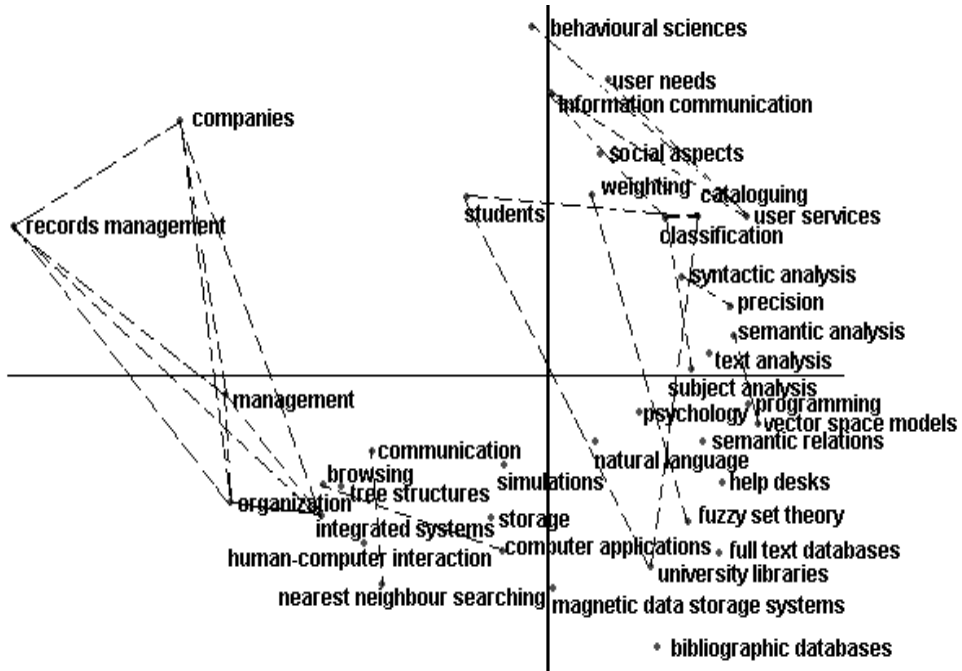 behavioural sciences
user needs
information communication
companies
social aspects
weighting
cataloguing
students
user services
records management
classification
syntactic analysis
precision
semantic analysis
text analysis
subject analysis
management
programming
psychology
vector space models
semantic relations
communication
natural language
browsing
simulations
help desks
tree structures
organization
fuzzy set theory
storage
integrated systems
computer applications
full text databases
human-computer interaction
university libraries
nearest neighbour searching
magnetic data storage systems
bibliographic databases